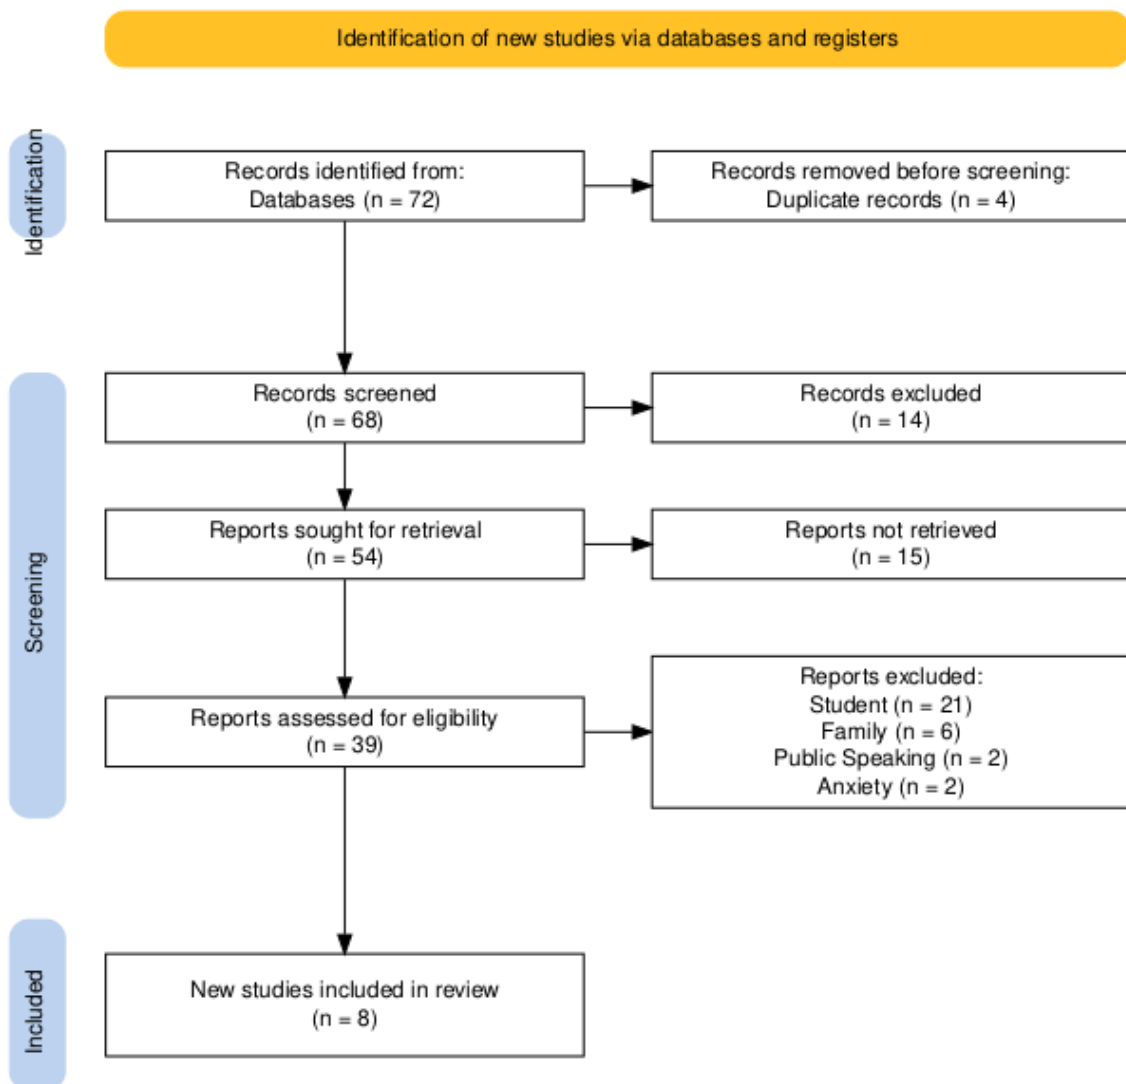 Identification of new studies via databases and registers
Identification
Records identified from:
Databases (n = 72)
Records removed before screening:
Duplicate records (n = 4)
Screening
Records screened
(n = 68)
Records excluded
(n = 14)
Reports sought for retrieval
(n = 54)
Reports not retrieved
(n = 15)
Reports assessed for eligibility
(n = 39)
Reports excluded:
Student (n = 21)
Family (n = 6)
Public Speaking (n = 2)
Anxiety (n = 2)
Included
New studies included in review
(n = 8)